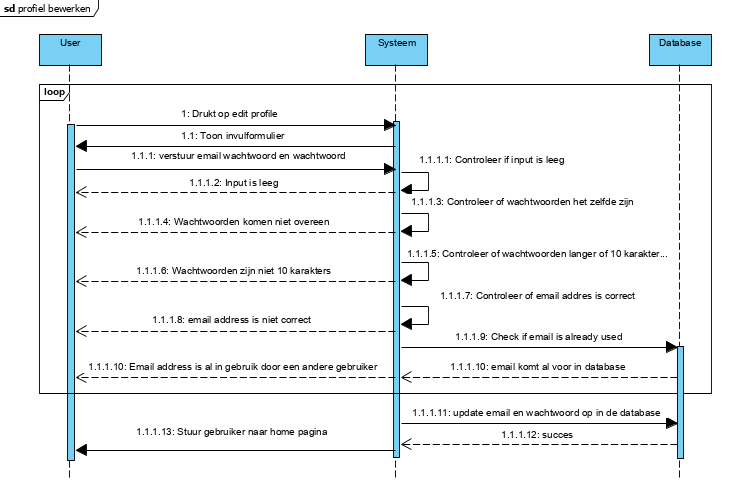 sd profiel bewerken
User
Systeem
Database
loop
1: Drukt op edit profile
1.1: Toon invulformulier
1.1.1: verstuur email wachtwoord en wachtwoord
1.1.1.1: Controleer if input is leeg
1.1.1.2: Input is leeg
1.1.1.3: Controleer of wachtwoorden het zelfde zijn
1.1.1.4: Wachtwoorden komen niet overeen
1.1.1.5: Controleer of wachtwoorden langer of 10 karakter...
1.1.1.6: Wachtwoorden zijn niet 10 karakters
1.1.1.7: Controleer of email addres is correct
1.1.1.8: email address is niet correct
1.1.1.9: Check if email is already used
1.1.1.10: Email address is al in gebruik door een andere gebruiker
1.1.1.10: email komt al voor in database
1.1.1.11: update email en wachtwoord op in de database
1.1.1.12: succes
1.1.1.13: Stuur gebruiker naar home pagina